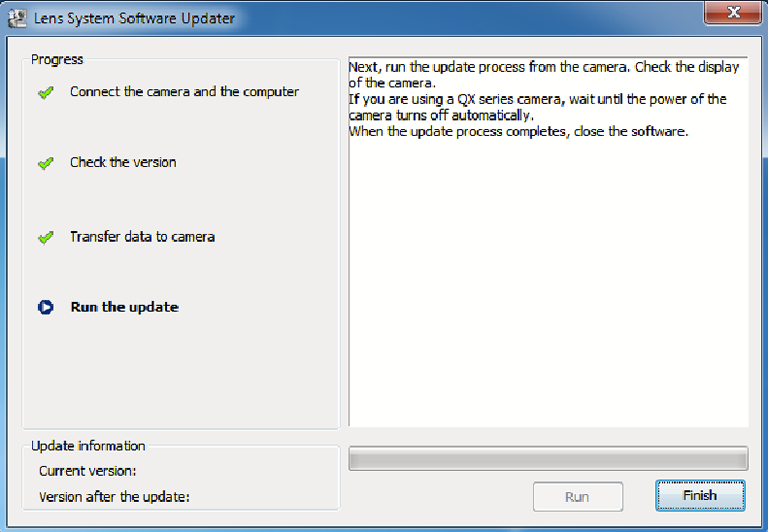 Lens System Software Updater
Progress
Connect the camera and the computer
Check the version
Transfer data to camera
Run the update
Next, run the update process from the camera. Check the display
of the camera.
If you are using a QX series camera, wait until the power of the
camera turns off automatically.
When the update process completes, close the software.
Update information
Current version:
Version after the update:
Run
Finish